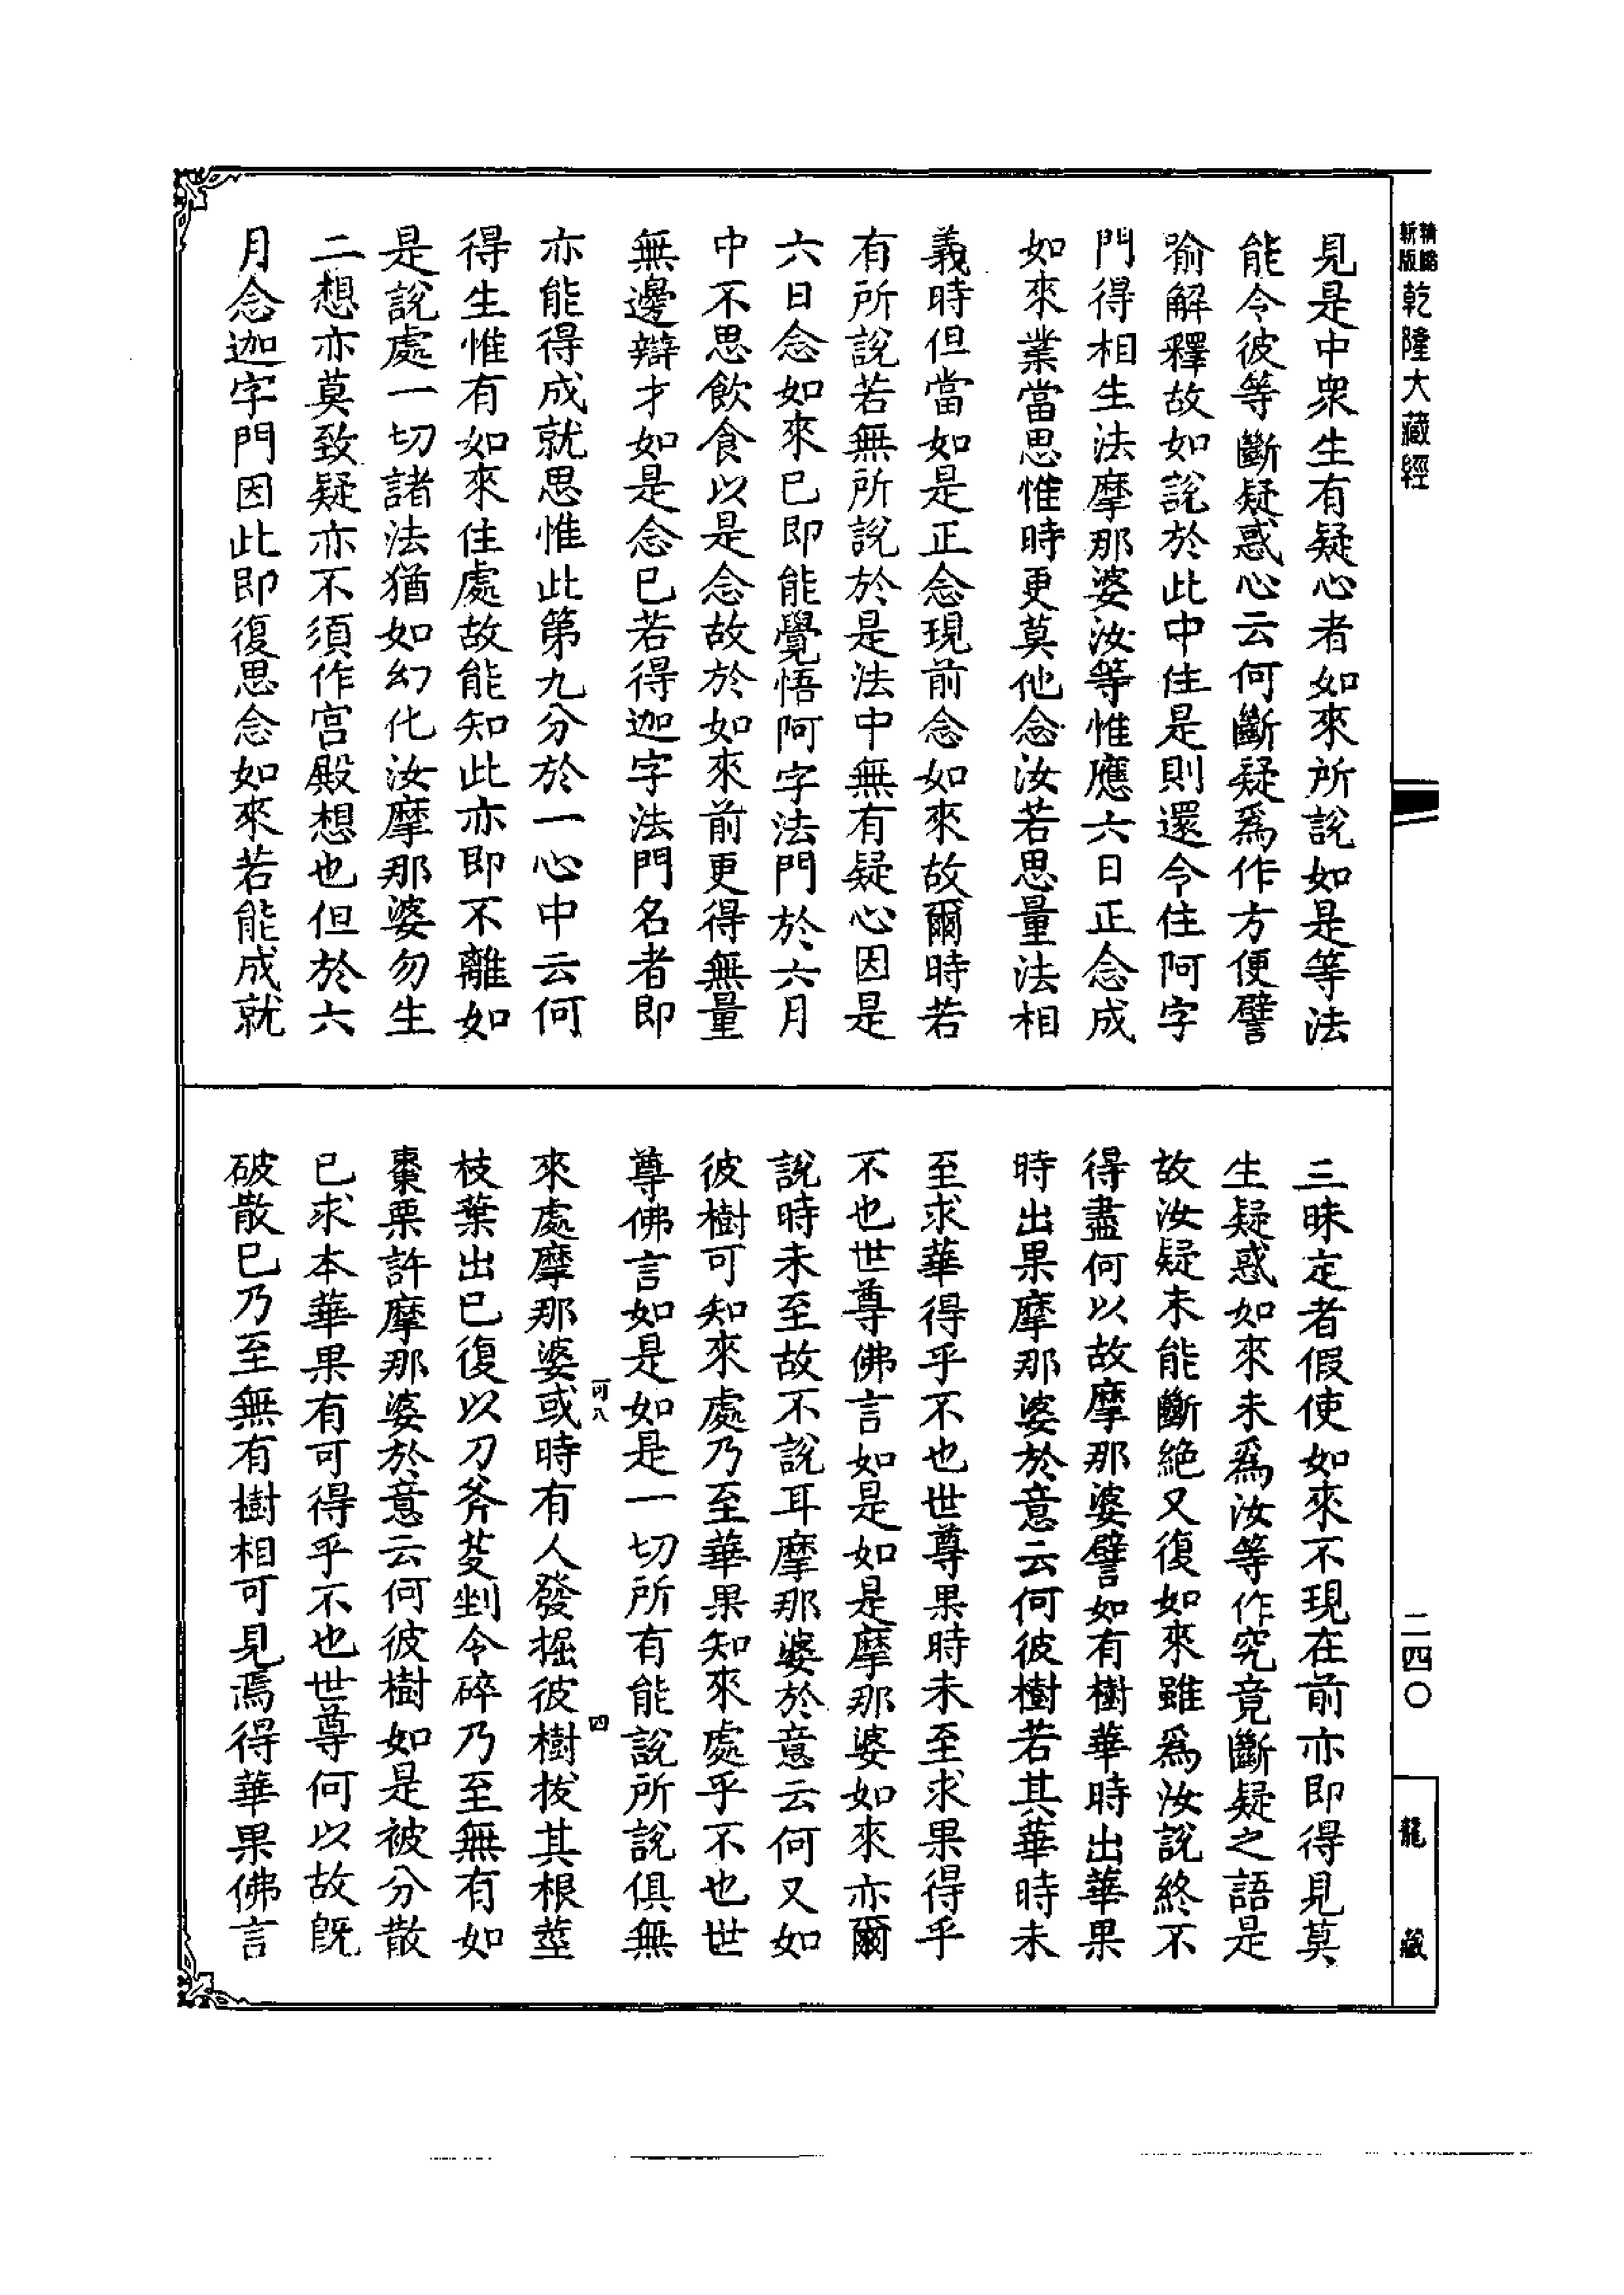 新版
精縮
乾隆大藏經
二四〇
龍藏
見是中衆生有疑心者如來所說如是等法
能令彼等斷疑惑心云何斷疑爲作方便譬
喻解釋故如說於此中住是則還令住阿字
門得相生法摩那婆汝等惟應六日正念成
如來業當思惟時更莫他念汝若思量法相
義時但當如是正念現前念如來故爾時若
有所說若無所說於是法中無有疑心因是
六日念如來已即能覺悟阿字法門於六月
中不思飲食以是念故於如來前更得無量
無邊辯才如是念已若得迦字法門名者即
亦能得成就思惟此第九分於一心中云何
得生惟有如來住處故能知此亦即不離如
是說處一切諸法猶如幻化汝摩那婆勿生
二想亦莫致疑亦不須作宮殿想也但於六
月念迦字門因此即復思念如來若能成就
三昧定者假使如來不現在前亦即得見莫
生疑惑如來未爲汝等作究竟斷疑之語是
故汝疑未能斷絶又復如來雖爲汝說終不
得盡何以故摩那婆譬如有樹華時出華果
時出果摩那婆於意云何彼樹若其華時未
至求華得乎不也世尊果時未至求果得乎
不也世尊佛言如是如是摩那婆如來亦爾
說時未至故不說耳摩那婆於意云何又如
彼樹可知來處乃至華果知來處乎不也世
尊佛言如是如是一切所有能說所說俱無
可八
四
來處摩那婆或時有人發掘彼樹拔其根莖
枝葉出已復以刀斧芟剉令碎乃至無有如
棗栗許摩那婆於意云何彼樹如是被分散
已求本華果有可得乎不也世尊何以故旣
破散已乃至無有樹相可見焉得華果佛言